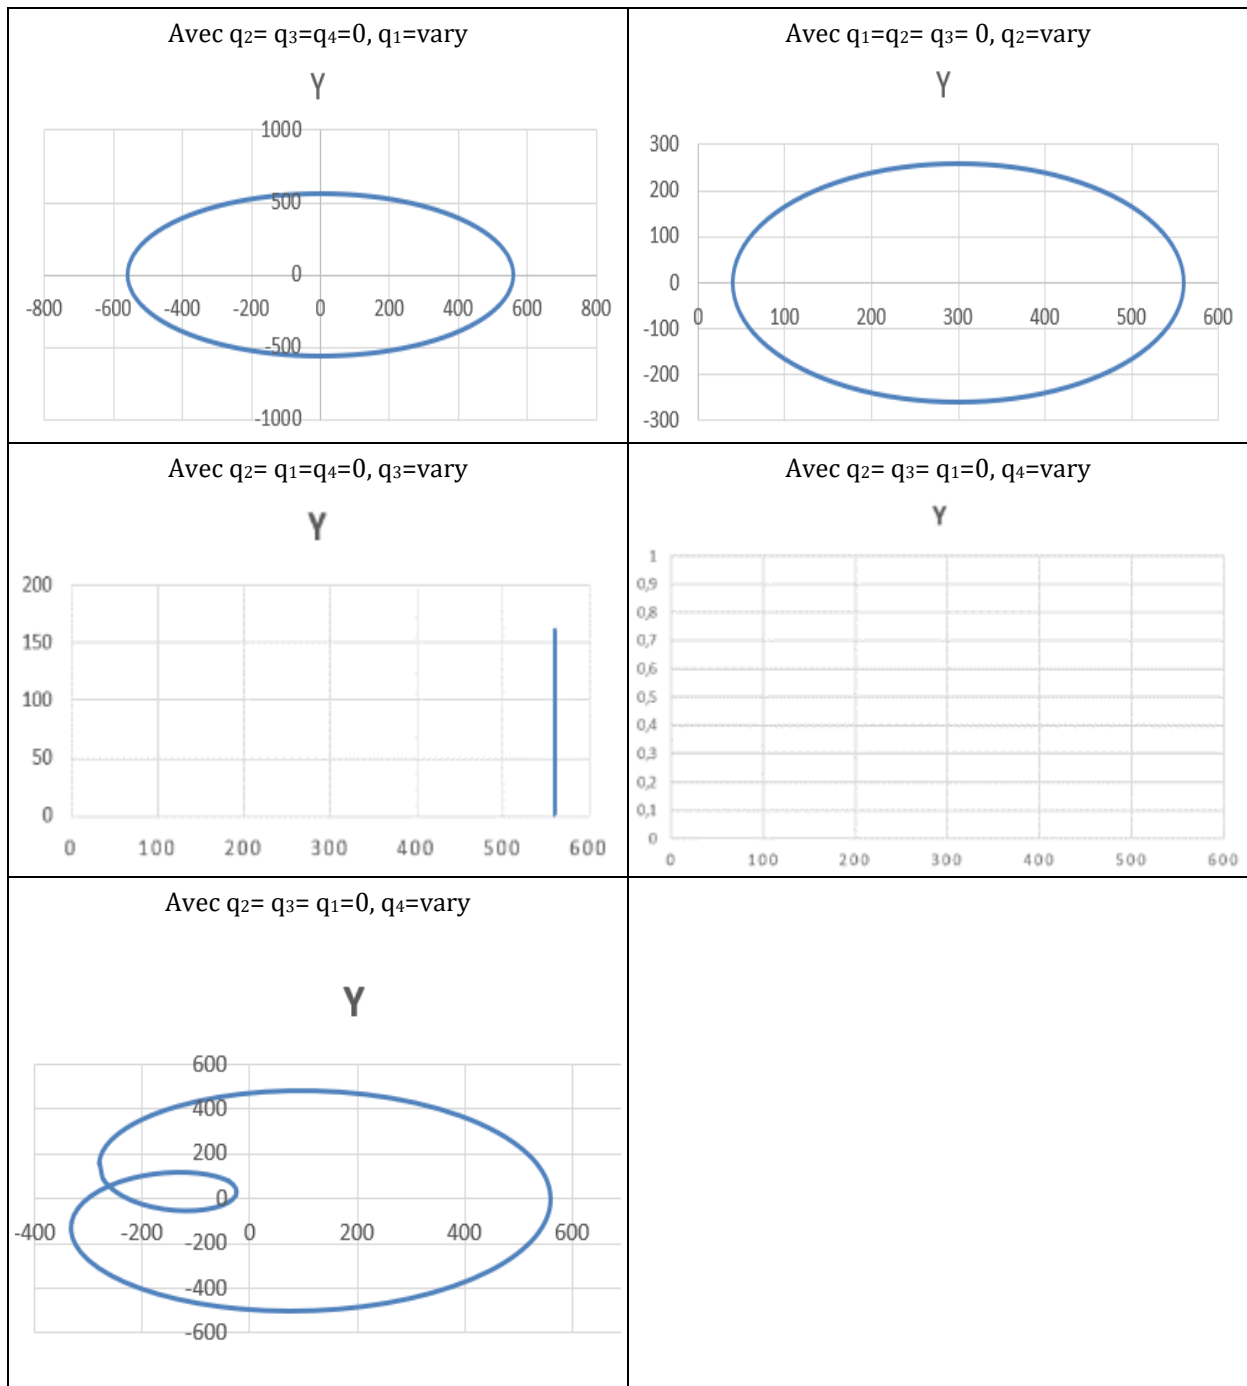 Avec q2= q3=q4=0, q1=vary
Y
1000
500
0
-800 -600 -400 -200 0 200 400 600 800
-500
-1000
Avec q1=q2= q3= 0, q2=vary
Y
300
200
100
0
0 100 200 300 400 500 600
-100
-200
-300
Avec q2= q1=q4=0, q3=vary
Y
200
150
100
50
0
0 100 200 300 400 500 600
Avec q2= q3= q1=0, q4=vary
Y
1
0,9
0,8
0,7
0,6
0,5
0,4
0,3
0,2
0,1
0
0 100 200 300 400 500 600
Avec q2= q3= q1=0, q4=vary
Y
600
400
200
0
-400 -200 0 200 400 600
-200
-400
-600